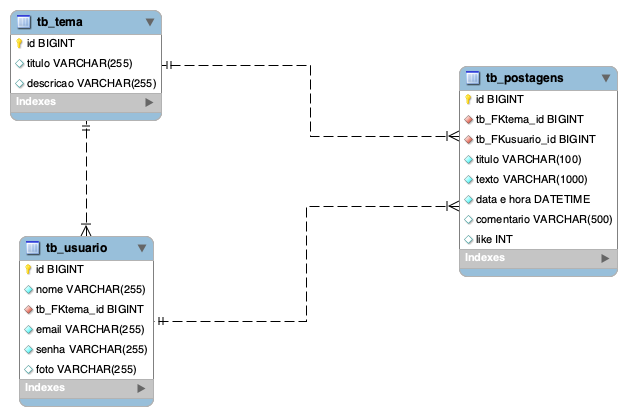 tb_tema
id BIGINT
titulo VARCHAR(255)
descricao VARCHAR(255)
Indexes
tb_postagens
id BIGINT
tb_FKtema_id BIGINT
tb_FKusuario_id BIGINT
titulo VARCHAR(100)
texto VARCHAR(1000)
data e hora DATETIME
comentario VARCHAR(500)
like INT
Indexes
tb_usuario
id BIGINT
nome VARCHAR(255)
tb_FKtema_id BIGINT
email VARCHAR(255)
senha VARCHAR(255)
foto VARCHAR(255)
Indexes